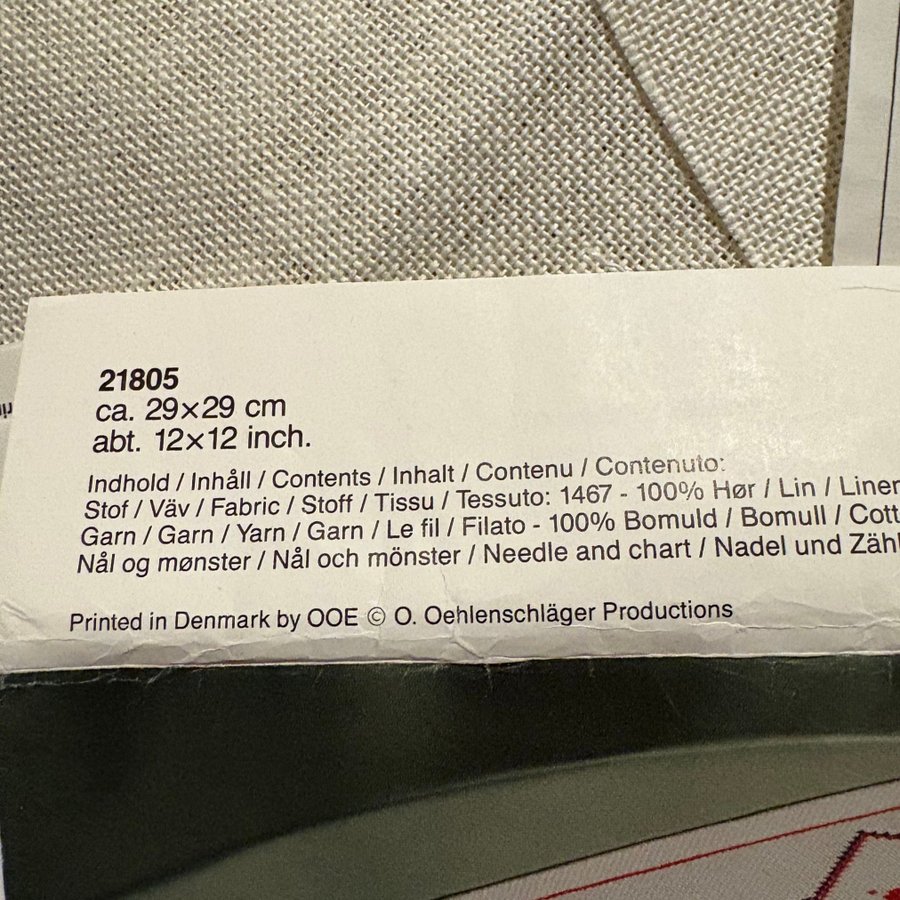 21805
ca. 29×29 cm
abt. 12×12 inch.
Indhold / Inhåll / Contents / Inhalt / Contenu / Contenuto:
Stof / Väv / Fabric / Stoff / Tissu / Tessuto: 1467 - 100% Hør / Lin / Linen
Garn / Garn / Yarn / Garn / Le fil / Filato - 100% Bomuld / Bomull / Cott
Nål og mønster / Nål och mönster / Needle and chart / Nadel und Zähl
Printed in Denmark by OOE © O. Oehlenschläger Productions